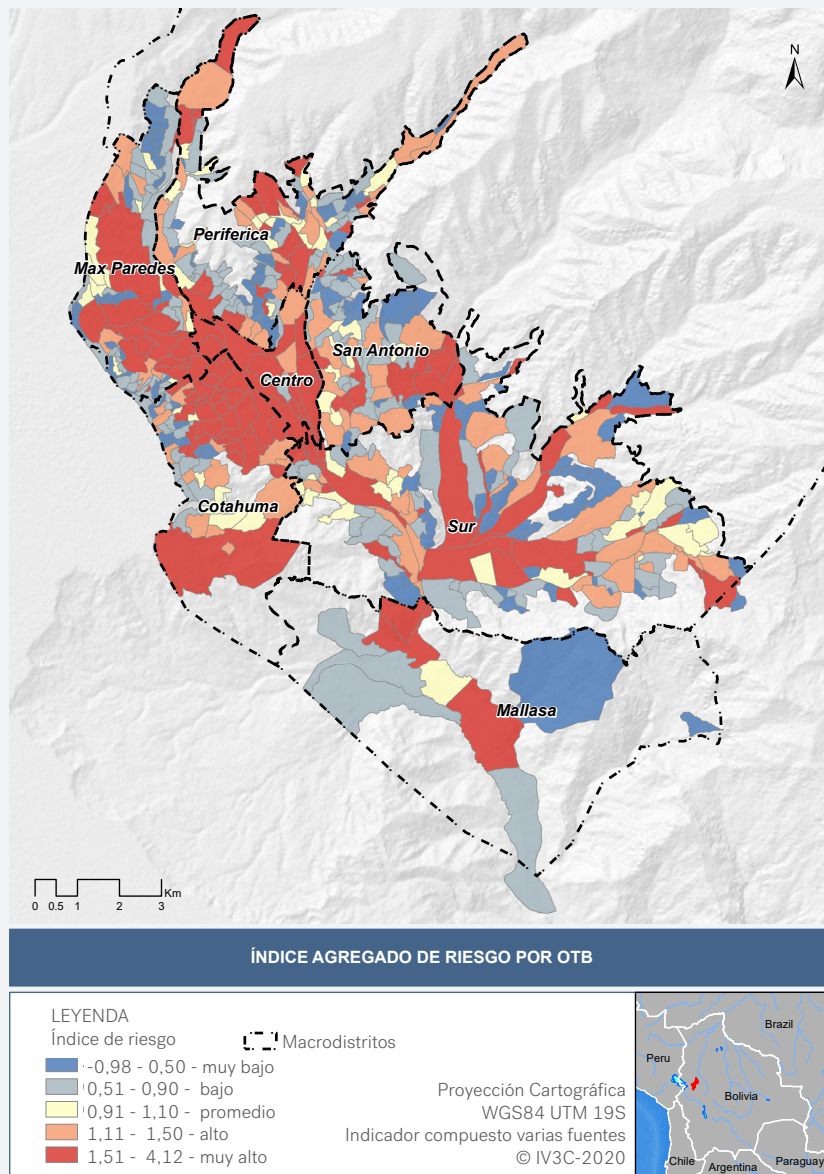 N
Periferica
Max Paredes
San Antonio
Centro
Cotahuma
Sur
Mallasa
Km
0 0.5 1 2 3
ÍNDICE AGREGADO DE RIESGO POR OTB
LEYENDA
Índice de riesgo
Macrodistritos
-0,98 - 0,50 - muy bajo
0,51 - 0,90 - bajo
0,91 - 1,10 - promedio
1,11 - 1,50 - alto
1,51 - 4,12 - muy alto
Proyección Cartográfica
WGS84 UTM 19S
Indicador compuesto varias fuentes
© IV3C-2020
Brazil
Peru
Bolivia
Chile
Argentina
Paraguay